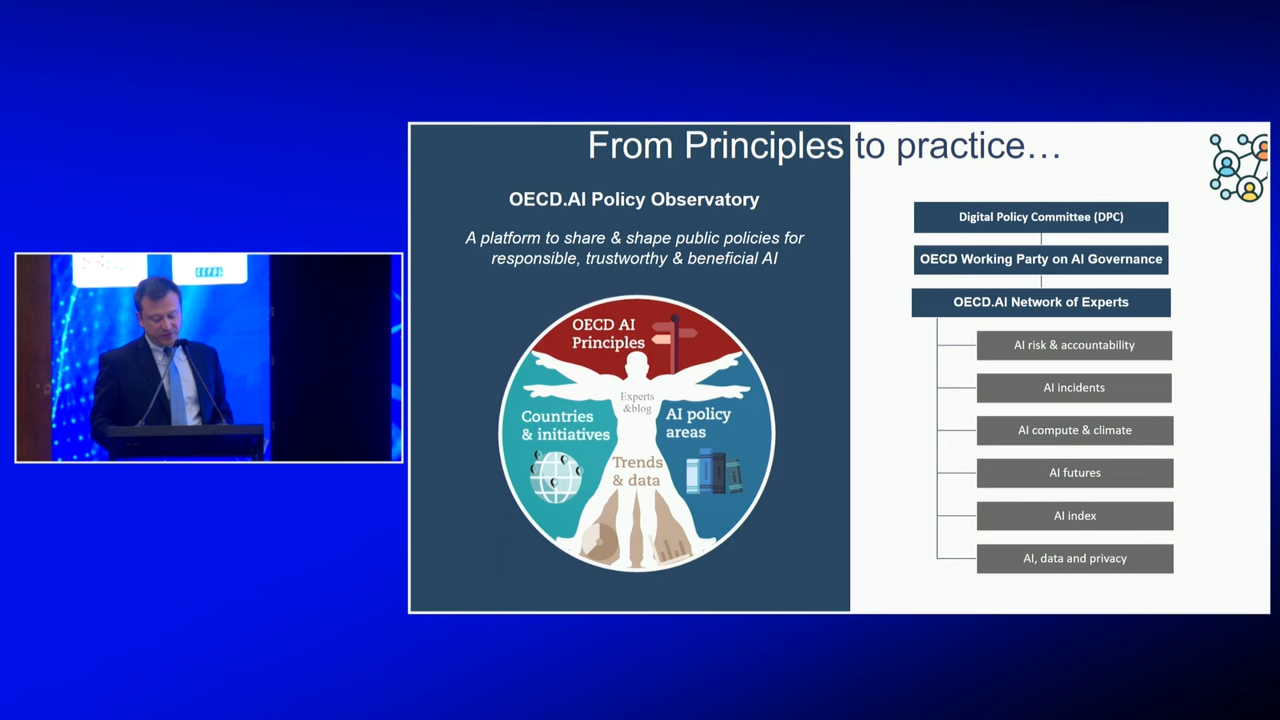 From Principles to practice…
OECD.AI Policy Observatory
A platform to share & shape public policies for
responsible, trustworthy & beneficial AI
OECD AI
Principles
Experts
&blog
Countries
& initiatives
AI policy
areas
Trends
& data
Digital Policy Committee (DPC)
OECD Working Party on AI Governance
OECD.AI Network of Experts
AI risk & accountability
AI incidents
AI compute & climate
AI futures
AI index
AI, data and privacy